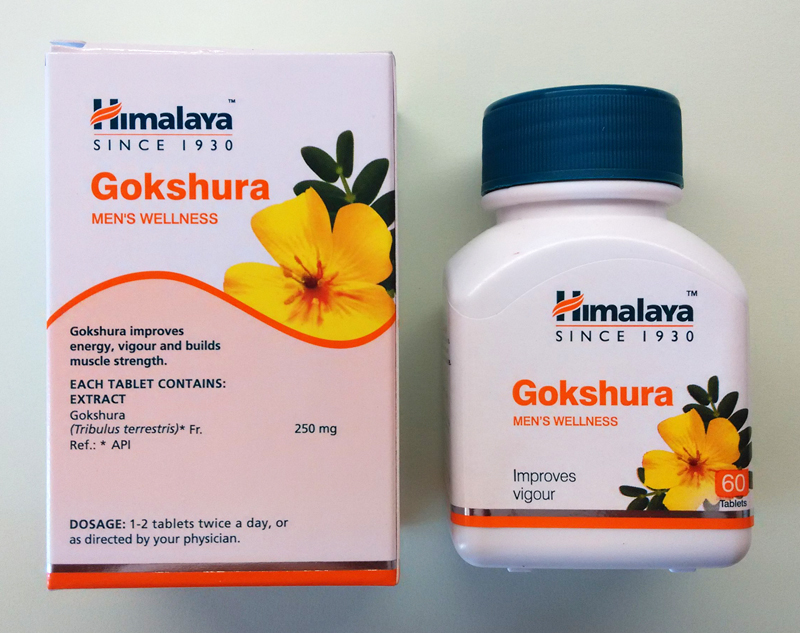 Himalaya™
SINCE 1930
Gokshura
MEN'S WELLNESS
Gokshura improves
energy, vigour and builds
muscle strength.
EACH TABLET CONTAINS:
EXTRACT
Gokshura
(Tribulus terrestris)* Fr. 250 mg
Ref.: * API
DOSAGE: 1-2 tablets twice a day, or
as directed by your physician.
Himalaya™
SINCE 1930
Gokshura
MEN'S WELLNESS
Improves
vigour
60
Tablets